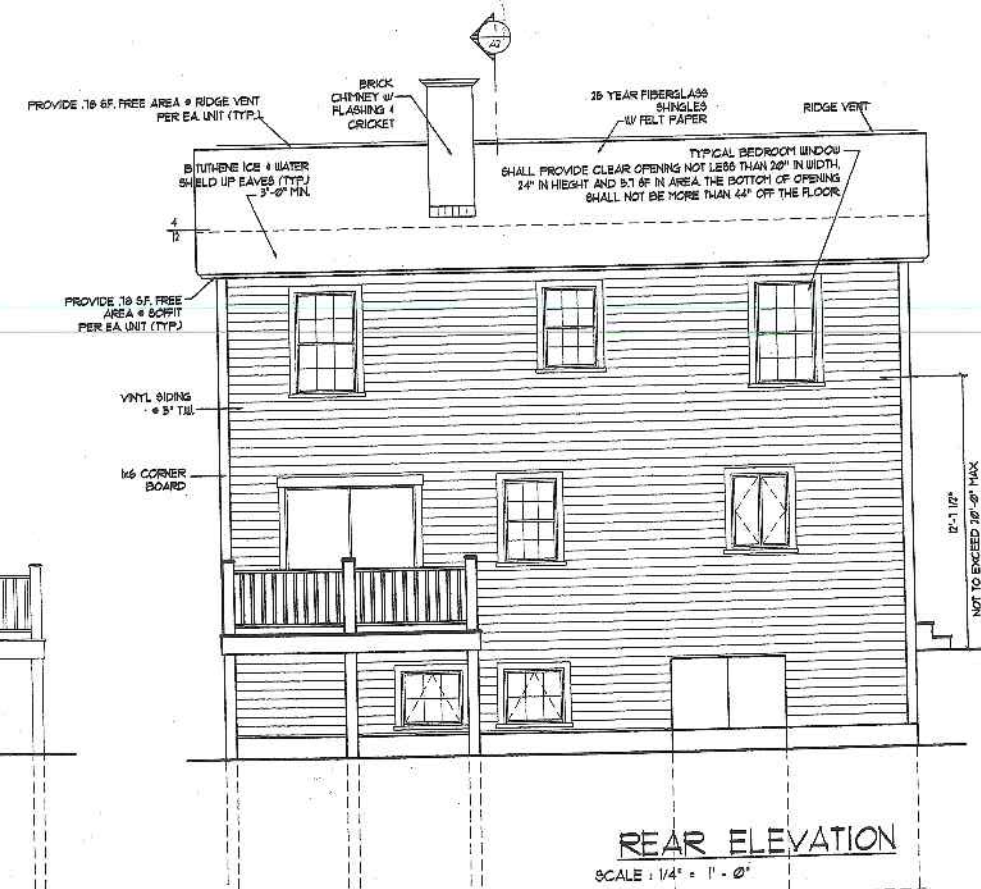 1
A7
PROVIDE .78 S.F. FREE AREA @ RIDGE VENT
PER EA. UNIT (TYP.)
BRICK
CHIMNEY W/
FLASHING &
CRICKET
25 YEAR FIBERGLASS
SHINGLES
W/ FELT PAPER
RIDGE VENT
BITUTHENE ICE & WATER
SHIELD UP EAVES (TYP.)
3'-0" MIN.
TYPICAL BEDROOM WINDOW
SHALL PROVIDE CLEAR OPENING NOT LESS THAN 20" IN WIDTH,
24" IN HIEGHT AND 5.7 SF IN AREA. THE BOTTOM OF OPENING
SHALL NOT BE MORE THAN 44" OFF THE FLOOR
4
12
PROVIDE .78 S.F. FREE
AREA @ SOFFIT
PER EA. UNIT (TYP.)
VINYL SIDING
@ 5" T.W.
1x6 CORNER
BOARD
12'-7 1/2"
NOT TO EXCEED 20'-0" MAX
REAR ELEVATION
SCALE : 1/4" = 1' - 0"